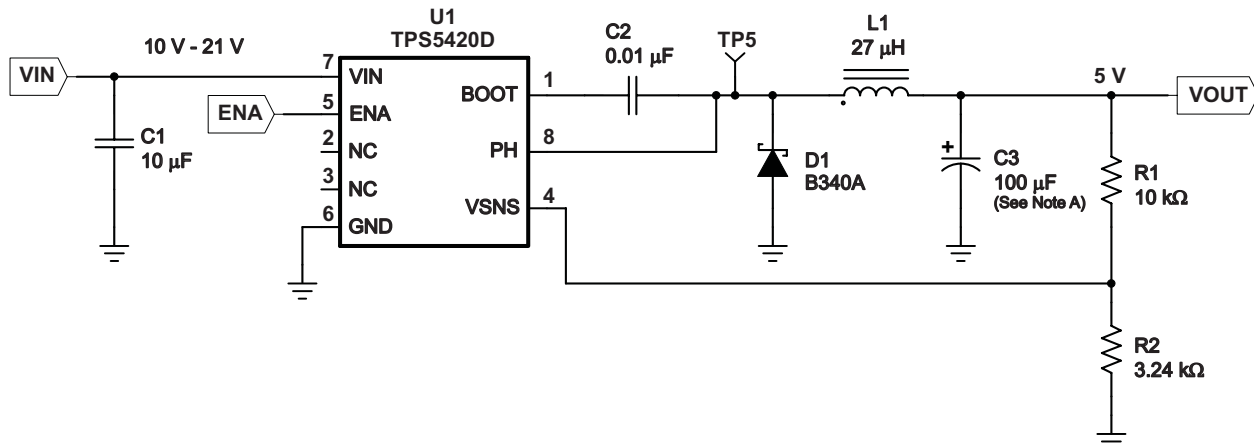 U1
TPS5420D
10 V - 21 V
VIN
ENA
C1
10 μF
7
5
2
3
6
VIN
ENA
NC
NC
GND
BOOT
PH
VSNS
1
8
4
C2
0.01 μF
TP5
L1
27 μH
D1
B340A
+
C3
100 μF
(See Note A)
5 V
VOUT
R1
10 kΩ
R2
3.24 kΩ